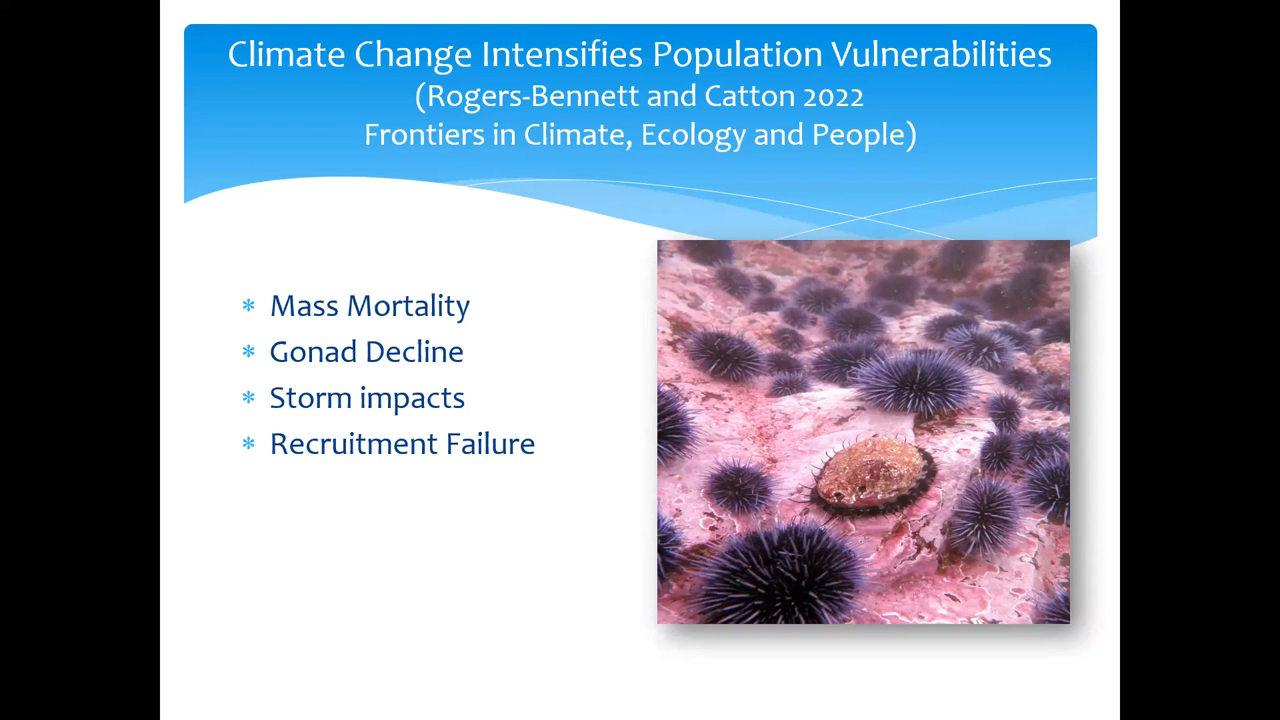 Climate Change Intensifies Population Vulnerabilities
(Rogers-Bennett and Catton 2022
Frontiers in Climate, Ecology and People)
* Mass Mortality
* Gonad Decline
* Storm impacts
* Recruitment Failure